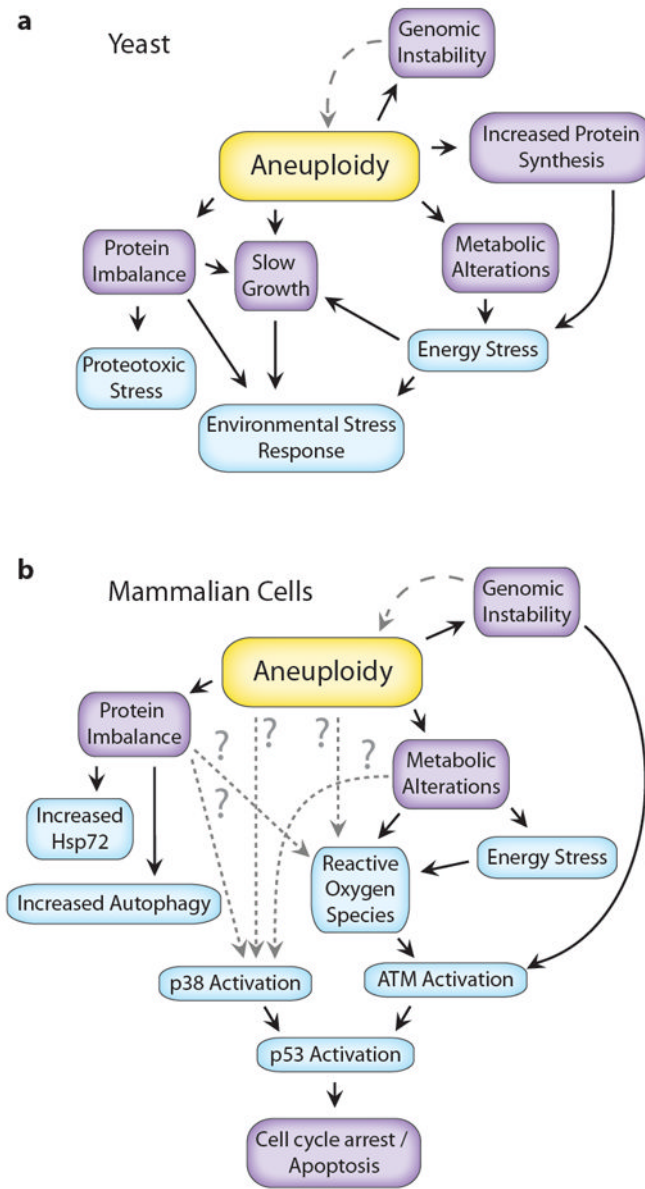 a
Yeast
Genomic
Instability
Aneuploidy
Increased Protein
Synthesis
Protein
Imbalance
Slow
Growth
Metabolic
Alterations
Proteotoxic
Stress
Energy Stress
Environmental Stress
Response
b
Mammalian Cells
Genomic
Instability
Aneuploidy
Protein
Imbalance
?
?
?
?
?
Metabolic
Alterations
Increased
Hsp72
Reactive
Oxygen
Species
Energy Stress
Increased Autophagy
p38 Activation
ATM Activation
p53 Activation
Cell cycle arrest /
Apoptosis